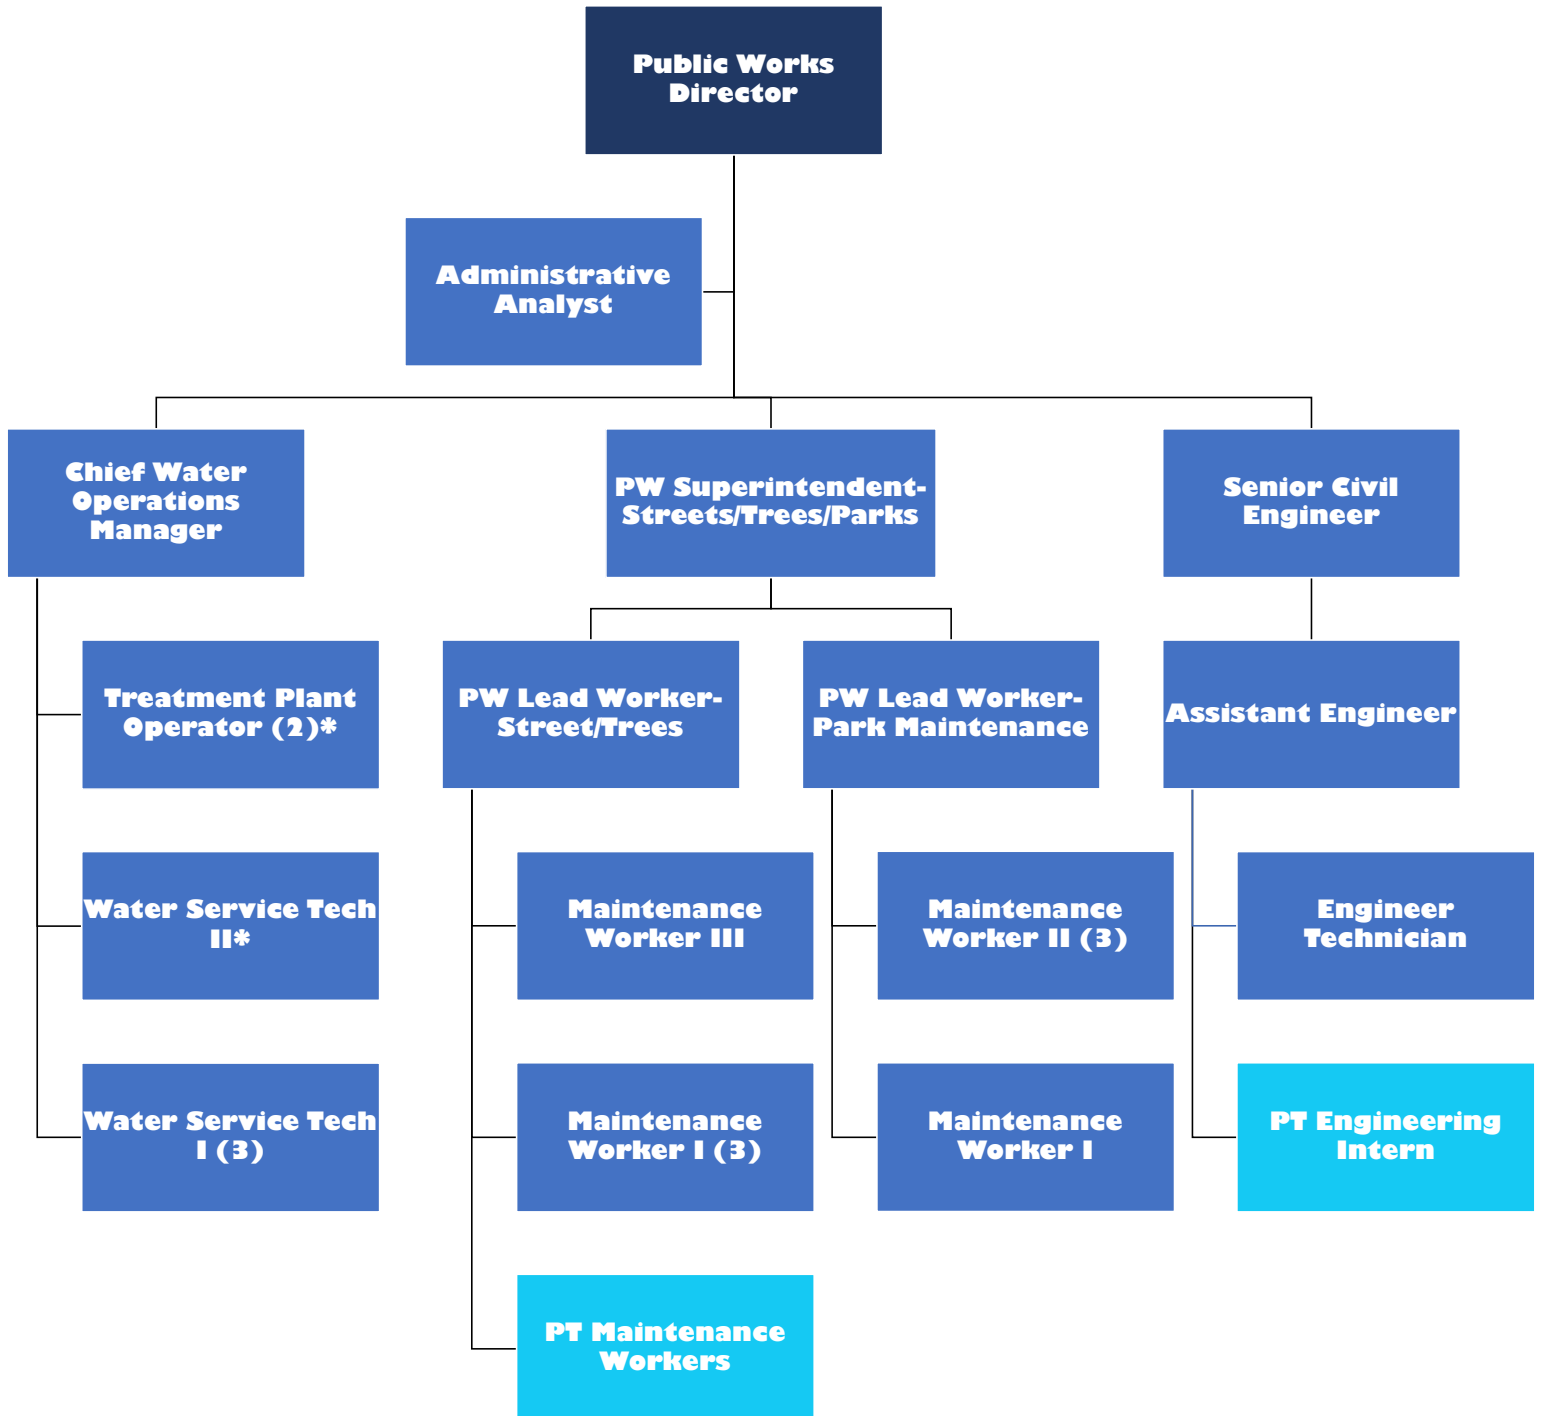 Public Works
Director
Administrative
Analyst
Chief Water
Operations
Manager
PW Superintendent-
Streets/Trees/Parks
Senior Civil
Engineer
Treatment Plant
Operator (2)*
PW Lead Worker-
Street/Trees
PW Lead Worker-
Park Maintenance
Assistant Engineer
Water Service Tech
II*
Maintenance
Worker III
Maintenance
Worker II (3)
Engineer
Technician
Water Service Tech
I (3)
Maintenance
Worker I (3)
Maintenance
Worker I
PT Engineering
Intern
PT Maintenance
Workers